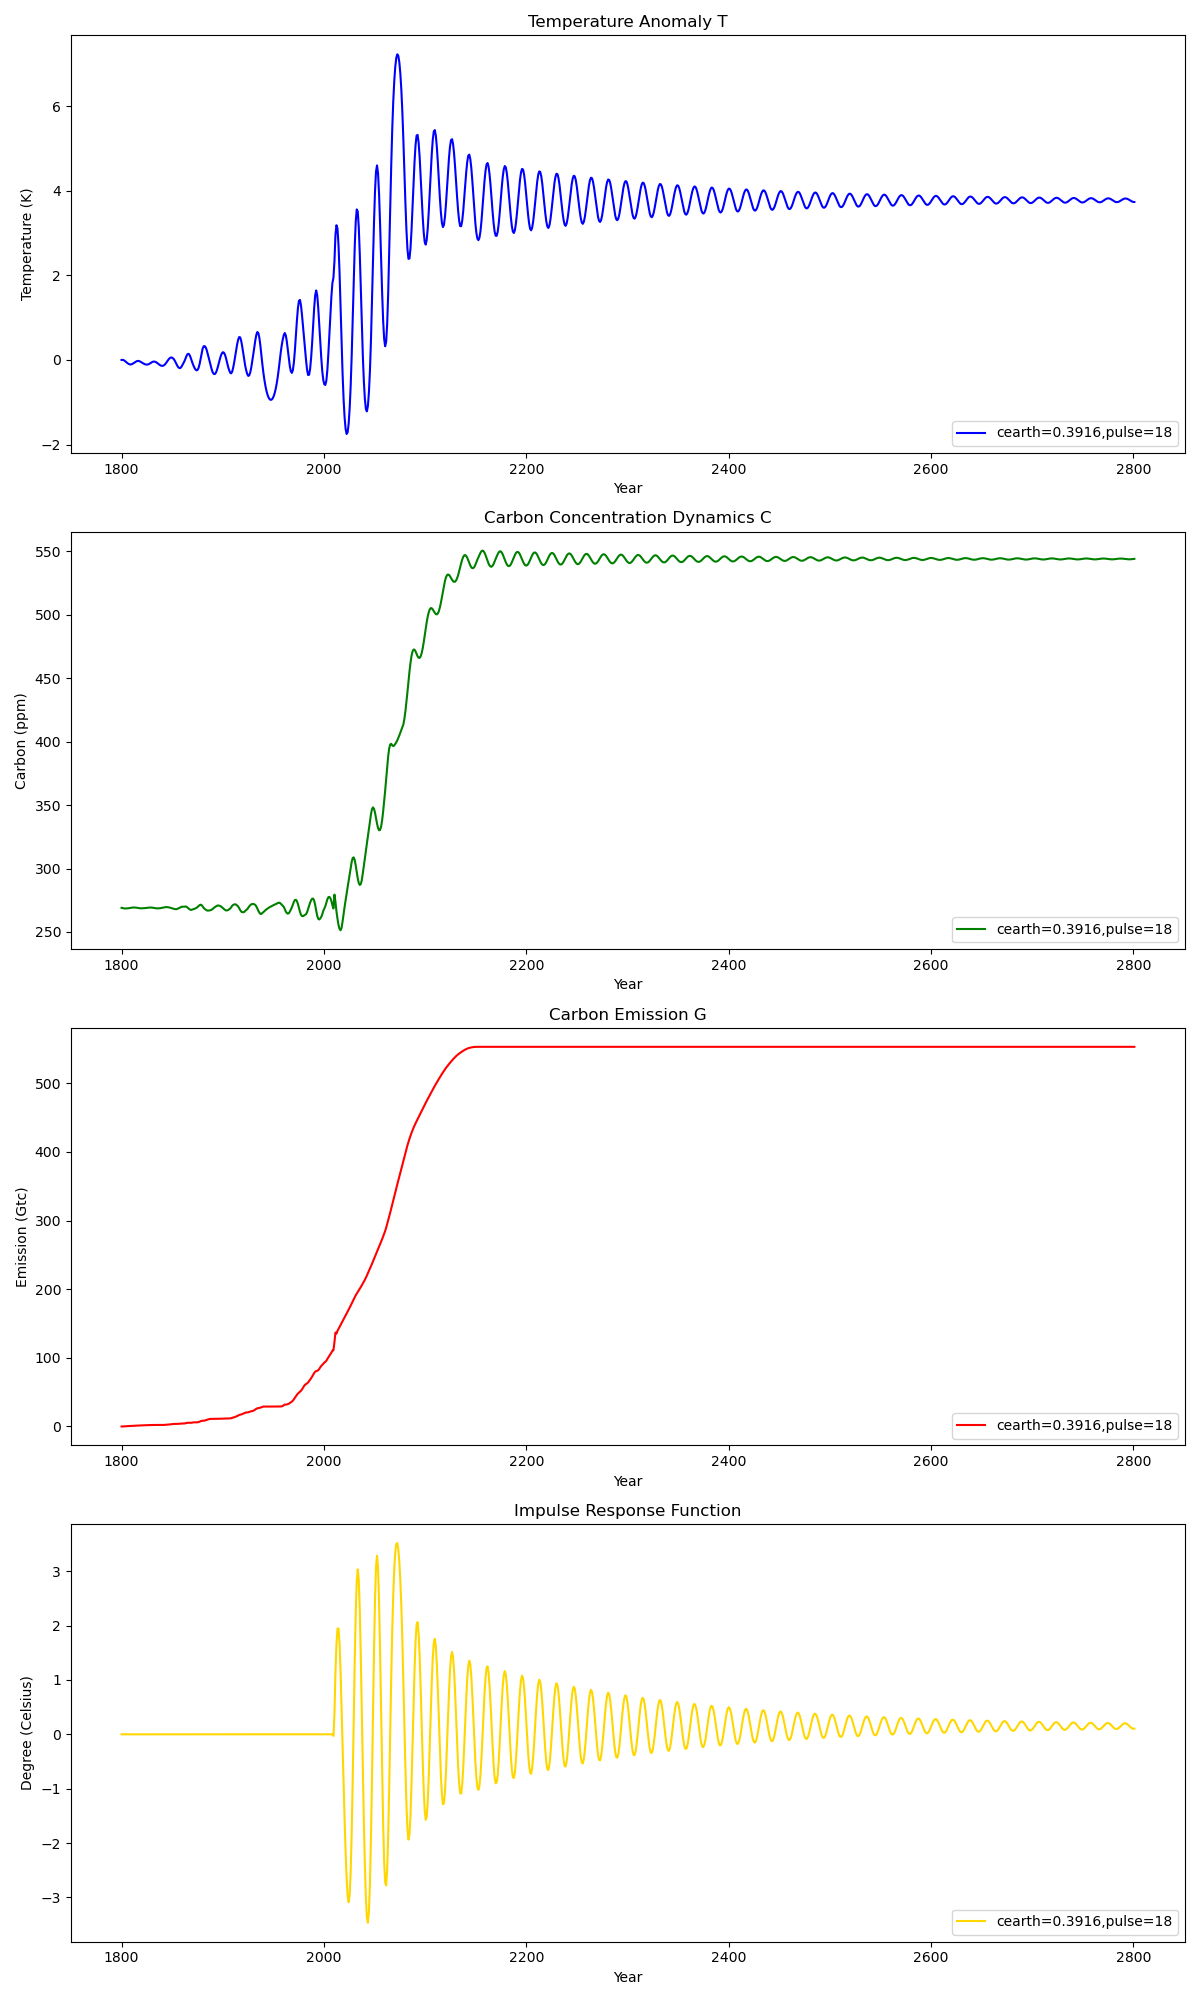 Temperature Anomaly T
Temperature (K)
6
4
2
0
−2
cearth=0.3916,pulse=18
1800 2000 2200 2400 2600 2800
Year
Carbon Concentration Dynamics C
Carbon (ppm)
550
500
450
400
350
300
250
cearth=0.3916,pulse=18
1800 2000 2200 2400 2600 2800
Year
Carbon Emission G
Emission (Gtc)
500
400
300
200
100
0
cearth=0.3916,pulse=18
1800 2000 2200 2400 2600 2800
Year
Impulse Response Function
Degree (Celsius)
3
2
1
0
−1
−2
−3
cearth=0.3916,pulse=18
1800 2000 2200 2400 2600 2800
Year